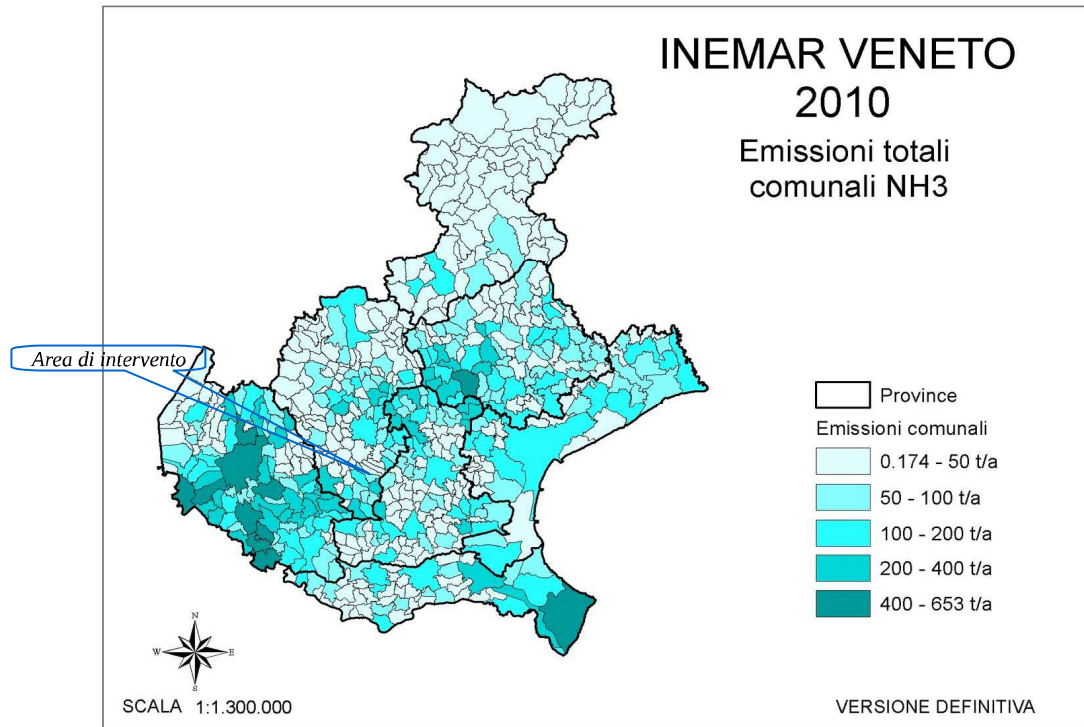 INEMAR VENETO
2010
Emissioni totali
comunali NH3
Area di intervento
Province
Emissioni comunali
0.174 - 50 t/a
50 - 100 t/a
100 - 200 t/a
200 - 400 t/a
400 - 653 t/a
N
W E
S
SCALA 1:1.300.000
VERSIONE DEFINITIVA